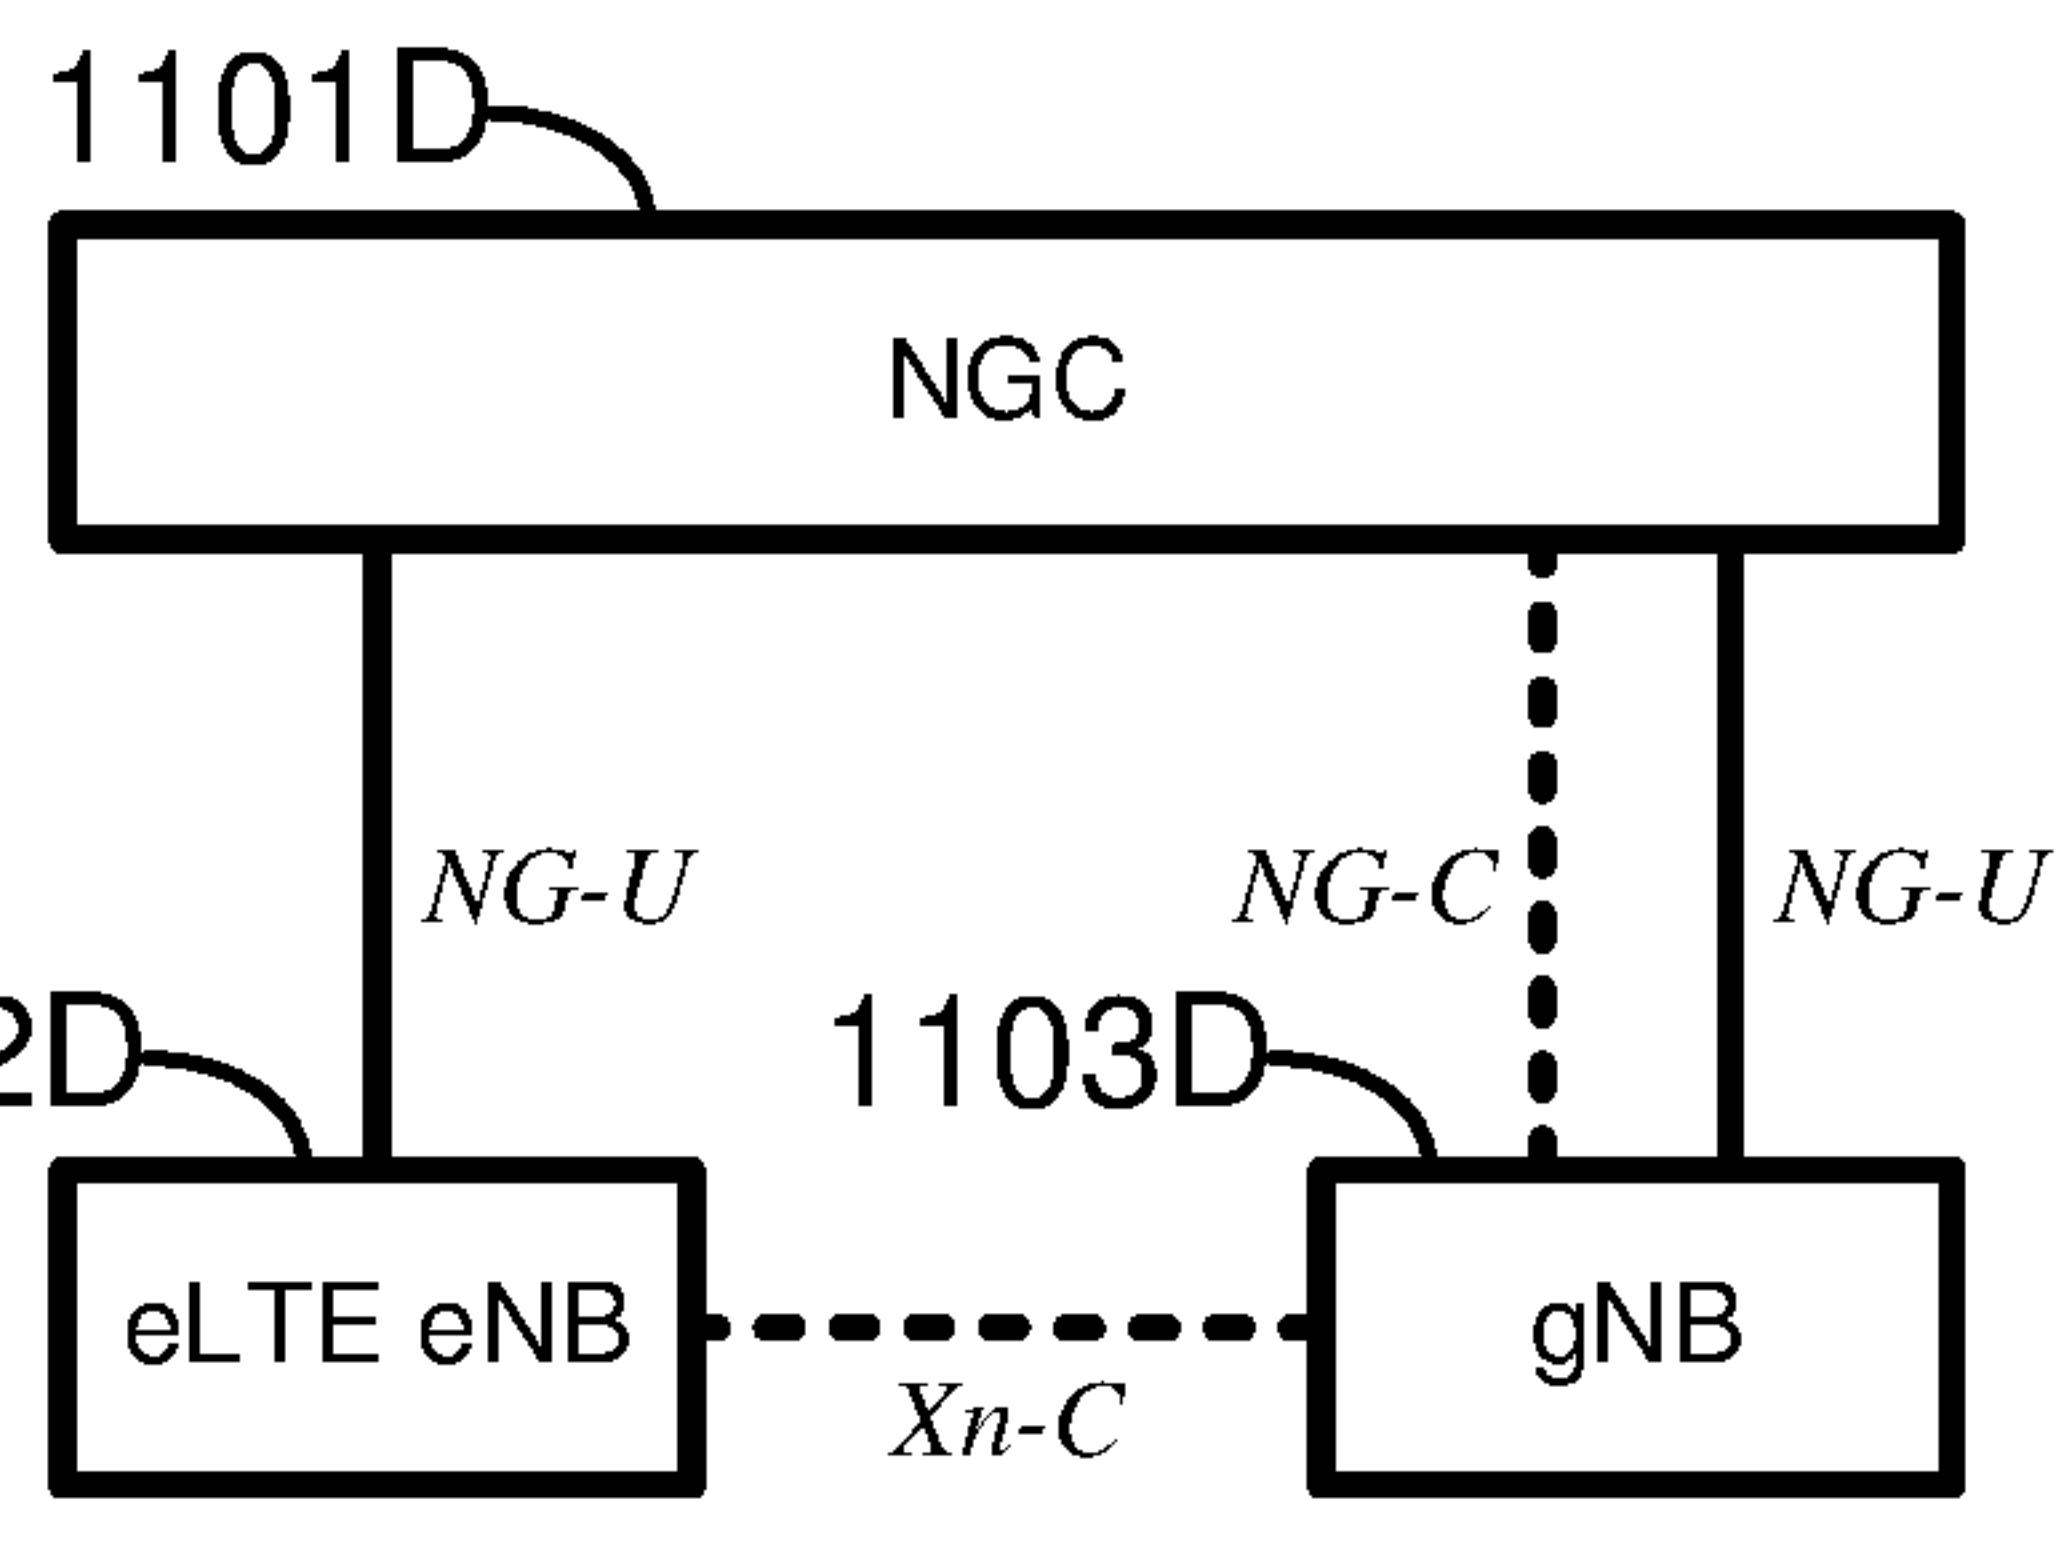 1101D
NGC
NG-U
NG-C
NG-U
2D
1103D
eLTE eNB
gNB
Xn-C